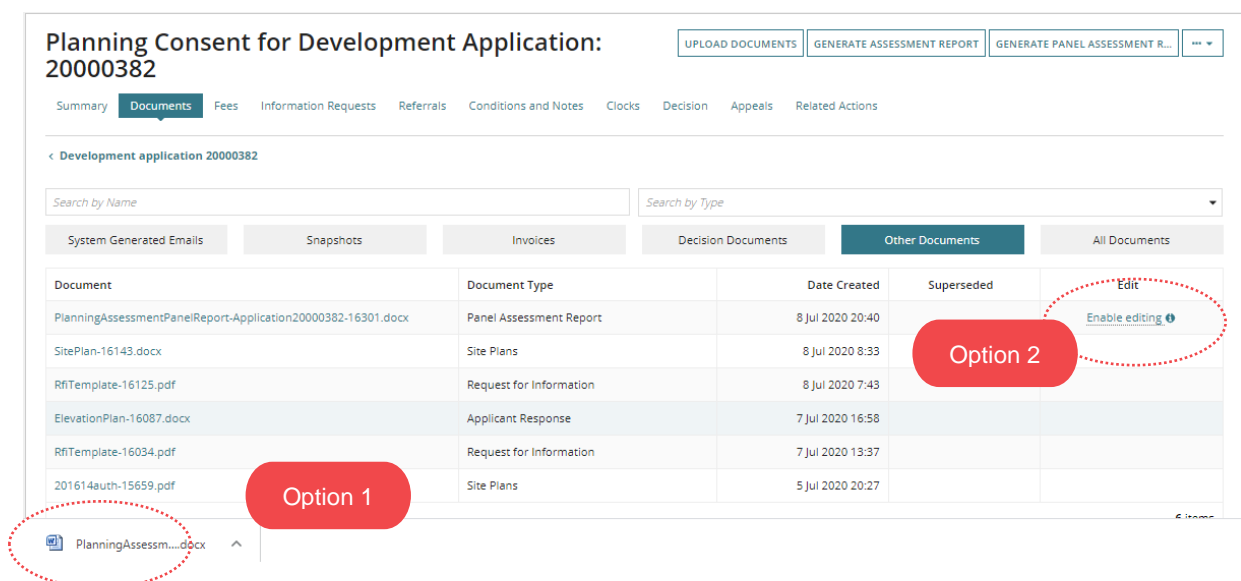 Planning Consent for Development Application:
20000382
UPLOAD DOCUMENTS GENERATE ASSESSMENT REPORT GENERATE PANEL ASSESSMENT R... ...
Summary Documents Fees Information Requests Referrals Conditions and Notes Clocks Decision Appeals Related Actions
< Development application 20000382
Search by Name Search by Type
System Generated Emails Snapshots Invoices Decision Documents Other Documents All Documents
Document Document Type Date Created Superseded Edit
PlanningAssessmentPanelReport-Application20000382-16301.docx Panel Assessment Report 8 Jul 2020 20:40 Enable editing
SitePlan-16143.docx Site Plans 8 Jul 2020 8:33
Option 2
RfiTemplate-16125.pdf Request for Information 8 Jul 2020 7:43
ElevationPlan-16087.docx Applicant Response 7 Jul 2020 16:58
RfiTemplate-16034.pdf Request for Information 7 Jul 2020 13:37
201614auth-15659.pdf Site Plans 5 Jul 2020 20:27
Option 1
6 items
PlanningAssessm....docx